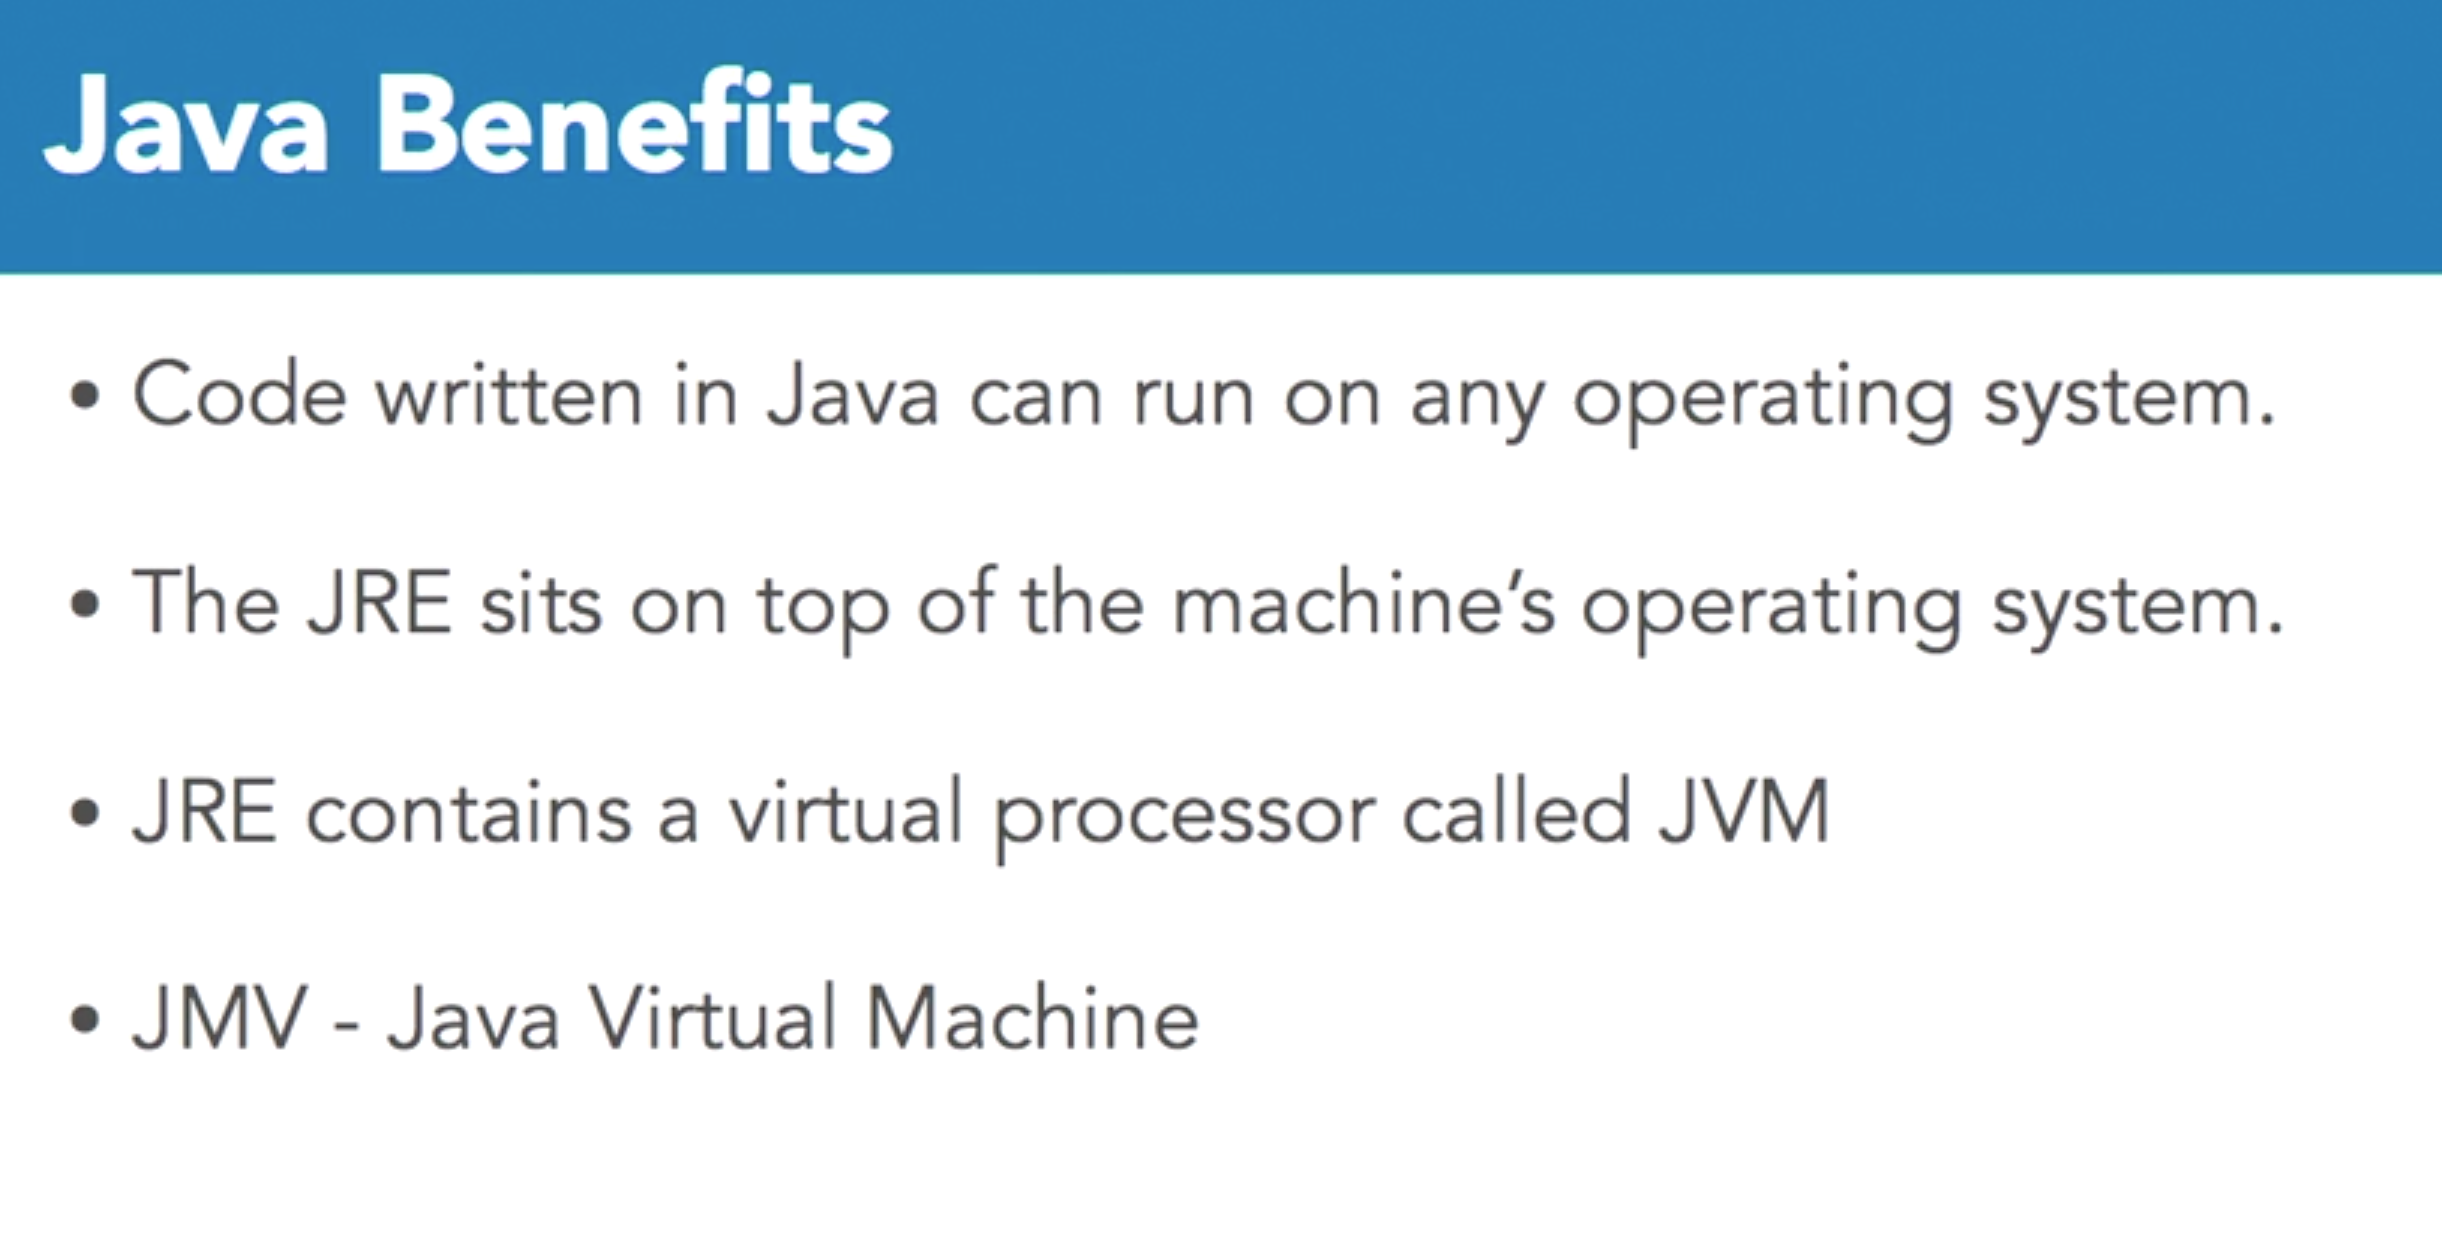 Java Benefits
• Code written in Java can run on any operating system.
• The JRE sits on top of the machine’s operating system.
• JRE contains a virtual processor called JVM
• JMV - Java Virtual Machine